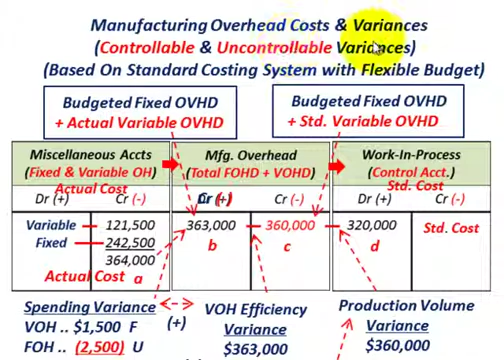 Manufacturing Overhead Costs & Variances
(Controllable & Uncontrollable Variances)
(Based On Standard Costing System with Flexible Budget)
Budgeted Fixed OVHD
+ Actual Variable OVHD
Budgeted Fixed OVHD
+ Std. Variable OVHD
Miscellaneous Accts
(Fixed & Variable OH)
Actual Cost
Mfg. Overhead
(Total FOHD + VOHD)
Work-In-Process
(Control Acct.)
Std. Cost
Dr (+) Cr (-)
Cr (-)
Dr (+) Cr (-)
Variable 121,500
Fixed 242,500
364,000
Actual Cost a
363,000 360,000
b c
320,000
d
Std. Cost
Spending Variance
VOH .. $1,500 F
FOH .. (2,500) U
(+)
VOH Efficiency
Variance
$363,000
Production Volume
Variance
$360,000